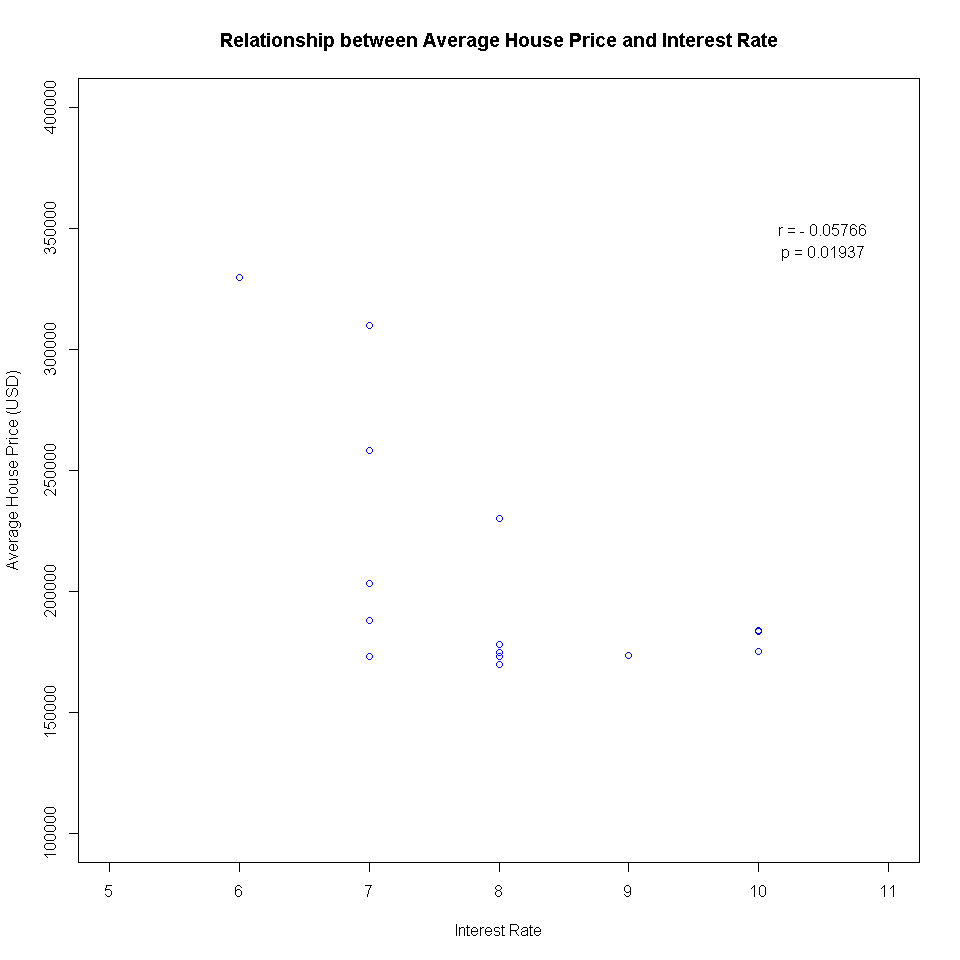 Relationship between Average House Price and Interest Rate
400000
350000
300000
250000
200000
150000
100000
Average House Price (USD)
r = - 0.05766
p = 0.01937
5 6 7 8 9 10 11
Interest Rate